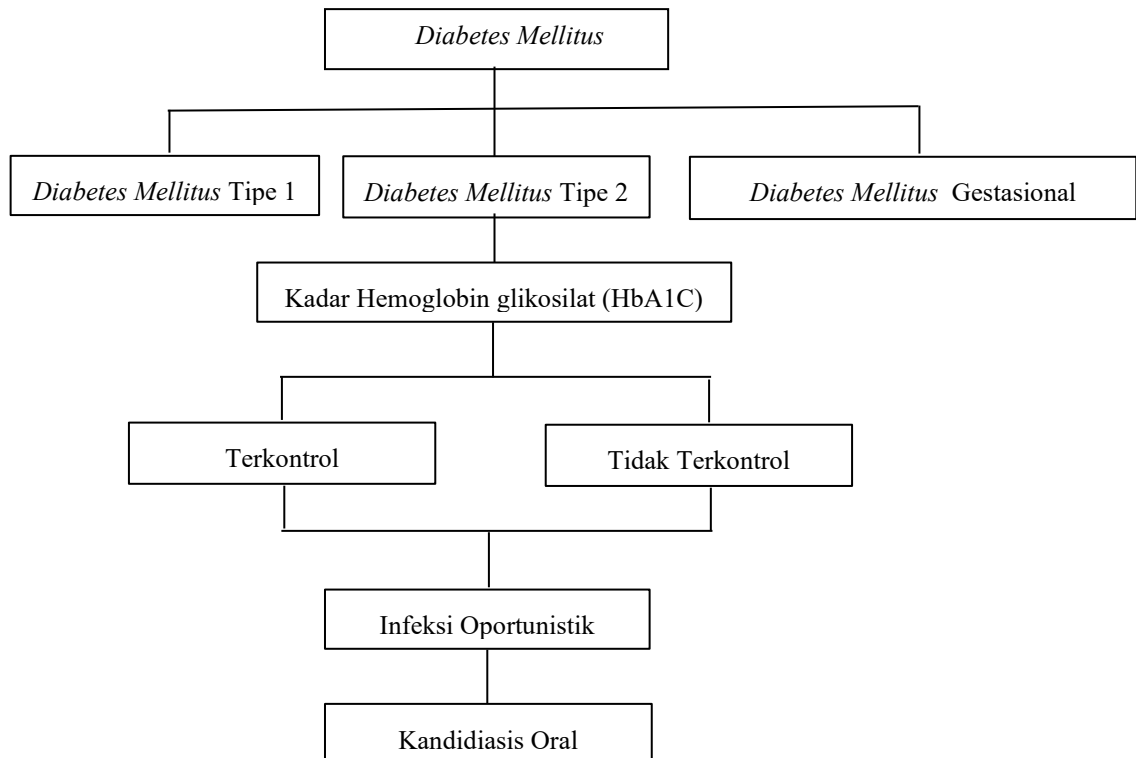 Diabetes Mellitus
Diabetes Mellitus Tipe 1
Diabetes Mellitus Tipe 2
Diabetes Mellitus Gestasional
Kadar Hemoglobin glikosilat (HbA1C)
Terkontrol
Tidak Terkontrol
Infeksi Oportunistik
Kandidiasis Oral